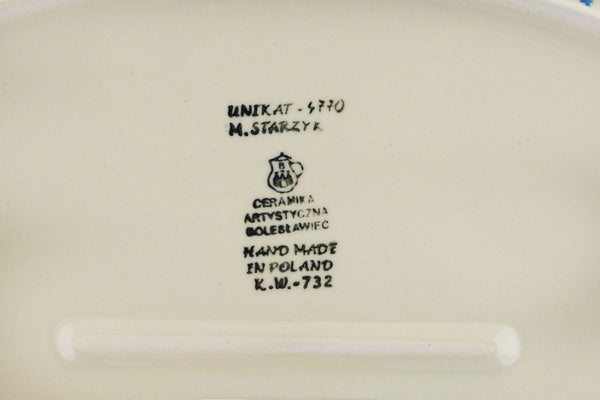 UNIKAT - 4770
M. STARZYK
B
CERAMIKA
ARTYSTYCZNA
BOLESŁAWIEC
HAND MADE
IN POLAND
K.W.-732